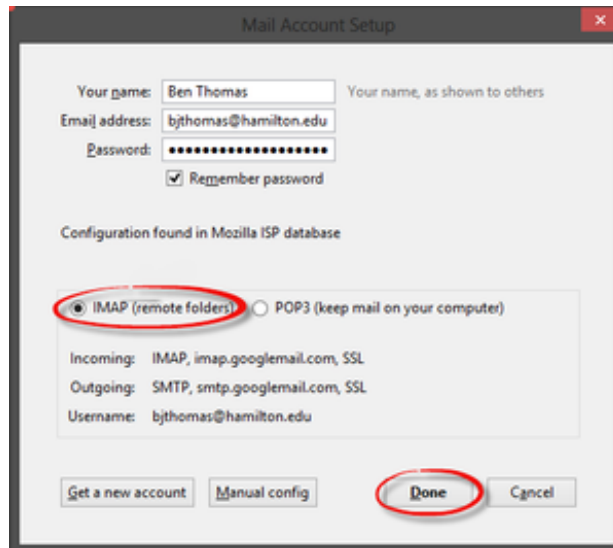 Mail Account Setup
Your name: Ben Thomas Your name, as shown to others
Email address: bjthomas@hamilton.edu
Password: •••••••••••••••••••
Remember password
Configuration found in Mozilla ISP database
IMAP (remote folders) POP3 (keep mail on your computer)
Incoming: IMAP, imap.googlemail.com, SSL
Outgoing: SMTP, smtp.googlemail.com, SSL
Username: bjthomas@hamilton.edu
Get a new account Manual config Done Cancel